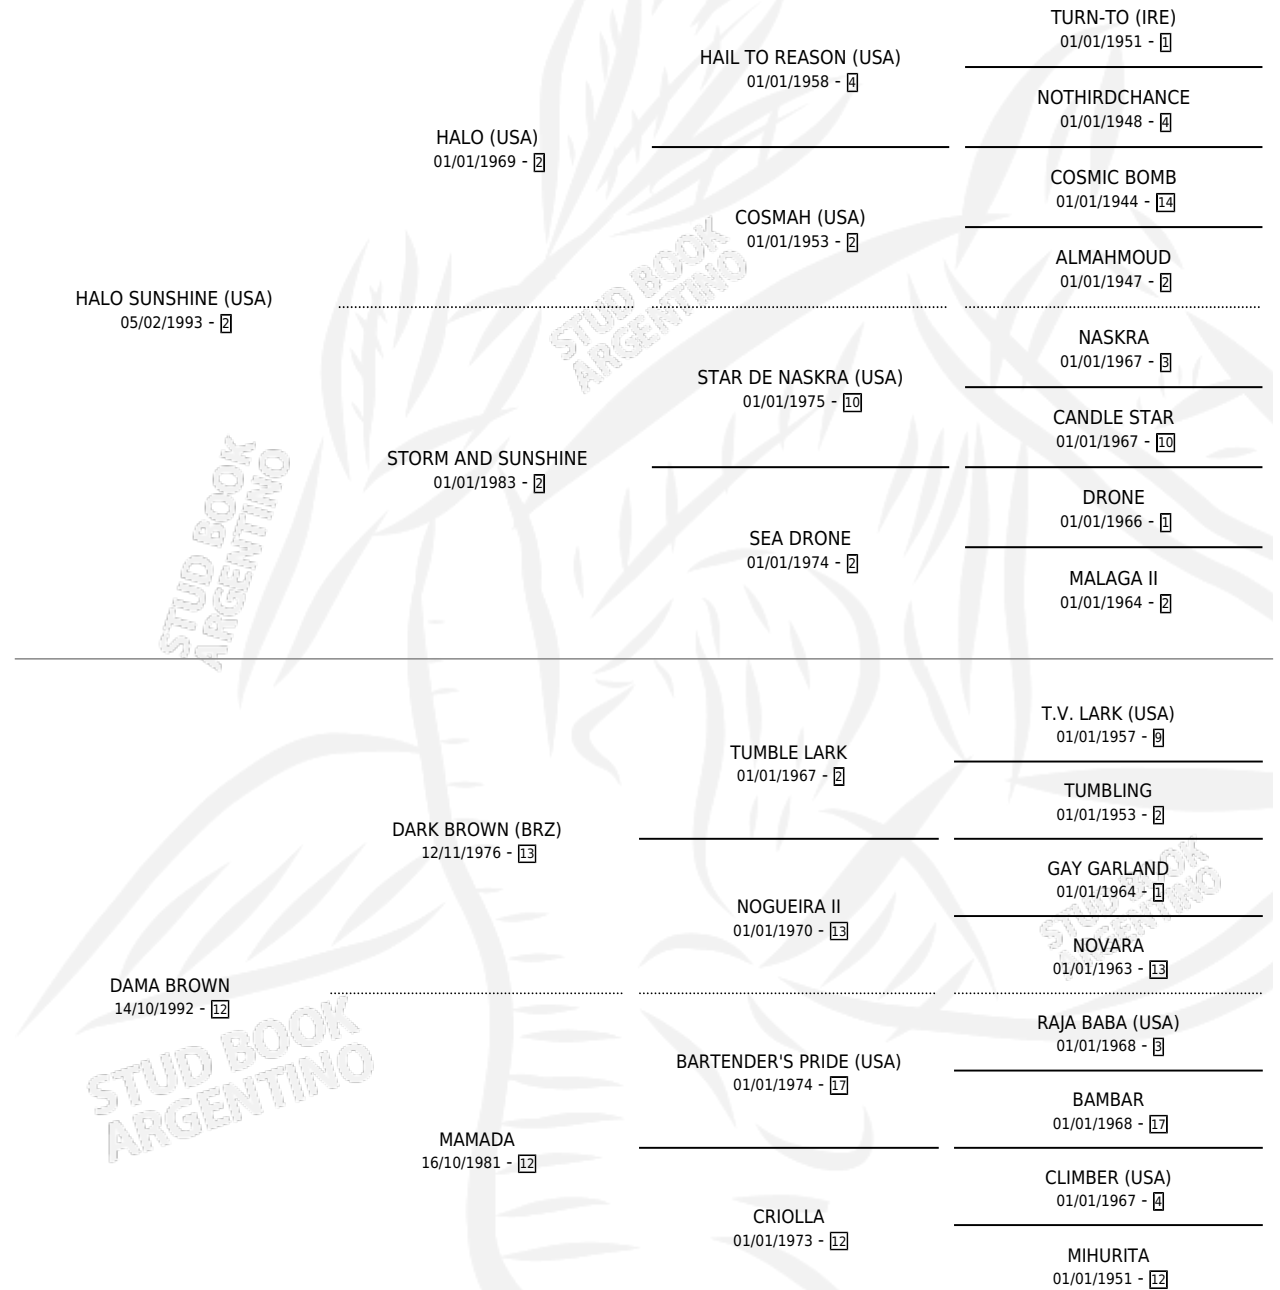 TURN-TO (IRE)
01/01/1951 - 1
HAIL TO REASON (USA)
01/01/1958 - 4
NOTHIRDCHANCE
01/01/1948 - 4
HALO (USA)
01/01/1969 - 2
COSMIC BOMB
01/01/1944 - 14
COSMAH (USA)
01/01/1953 - 2
ALMAHMOUD
01/01/1947 - 2
HALO SUNSHINE (USA)
05/02/1993 - 2
NASKRA
01/01/1967 - 3
STAR DE NASKRA (USA)
01/01/1975 - 10
CANDLE STAR
01/01/1967 - 10
STORM AND SUNSHINE
01/01/1983 - 2
DRONE
01/01/1966 - 1
SEA DRONE
01/01/1974 - 2
MALAGA II
01/01/1964 - 2
T.V. LARK (USA)
01/01/1957 - 9
TUMBLE LARK
01/01/1967 - 2
TUMBLING
01/01/1953 - 2
DARK BROWN (BRZ)
12/11/1976 - 13
GAY GARLAND
01/01/1964 - 1
NOGUEIRA II
01/01/1970 - 13
NOVARA
01/01/1963 - 13
DAMA BROWN
14/10/1992 - 12
RAJA BABA (USA)
01/01/1968 - 3
BARTENDER'S PRIDE (USA)
01/01/1974 - 17
BAMBAR
01/01/1968 - 17
MAMADA
16/10/1981 - 12
CLIMBER (USA)
01/01/1967 - 4
CRIOLLA
01/01/1973 - 12
MIHURITA
01/01/1951 - 12
STUD BOOK
ARGENTINO
STUD BOOK
ARGENTINO
STUD BOOK
ARGENTINO
STUD BOOK
ARGENTINO